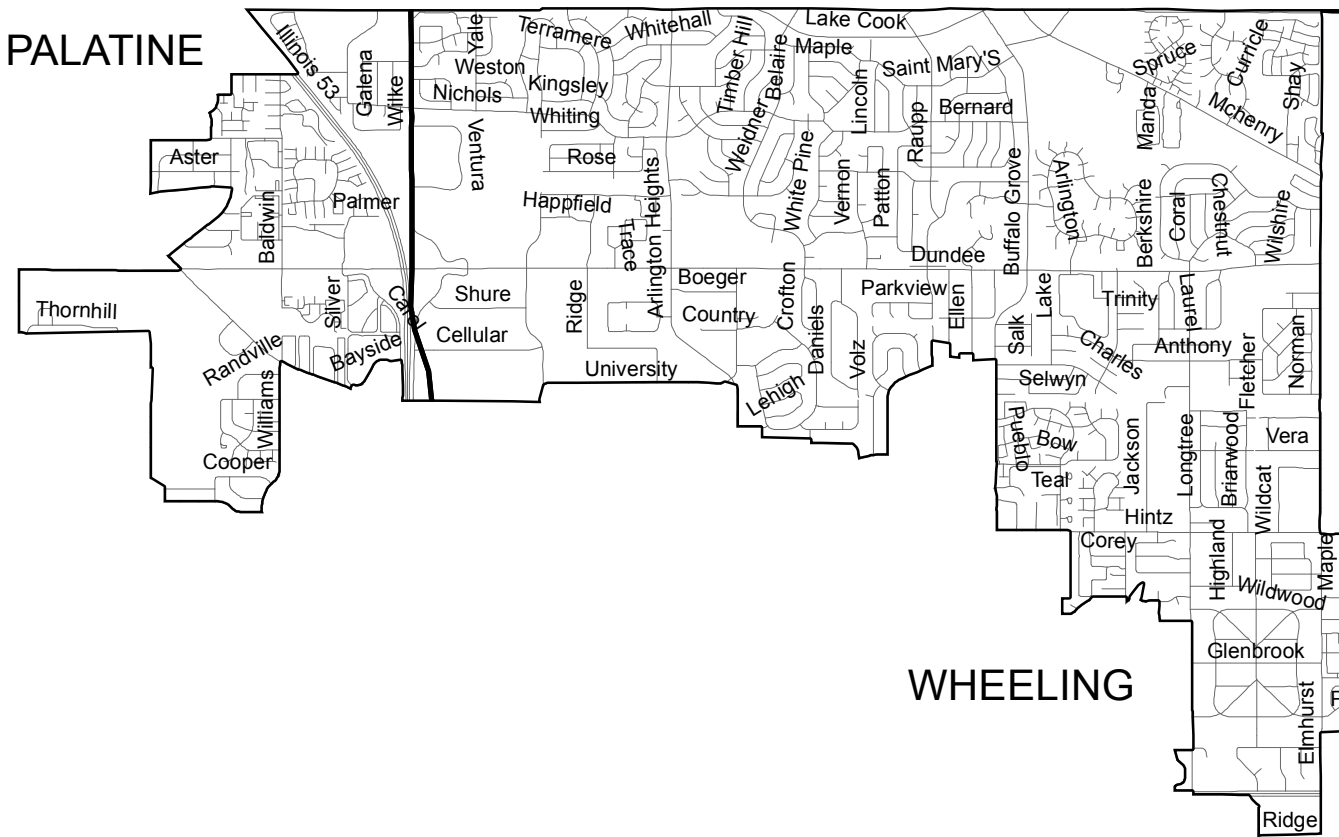 PALATINE
Illinois 53
Galena
Wilke
Yale
Terramere
Whitehall
Timber Hill
Belaire
Lake Cook
Maple
Saint Mary'S
Spruce
Curricle
Shay
Weston
Nichols
Kingsley
Whiting
Weidner
Lincoln
Raupp
Bernard
Manda
Mchenry
Aster
Baldwin
Palmer
Ventura
Rose
Happfield
Trace
Arlington Heights
White Pine
Vernon
Patton
Buffalo Grove
Arlington
Berkshire
Coral
Chestnut
Wilshire
Dundee
Thornhill
Silver
Carol
Shure
Cellular
Ridge
Boeger
Country
Crofton
Daniels
Parkview
Volz
Ellen
Salk
Lake
Trinity
Laurel
Charles
Anthony
Fletcher
Norman
Randville
Bayside
University
Lehigh
Selwyn
Williams
Cooper
Pueblo
Bow
Teal
Jackson
Longtree
Briarwood
Vera
Wildcat
Hintz
Corey
Highland
Maple
Wildwood
WHEELING
Glenbrook
Elmhurst
Ridge